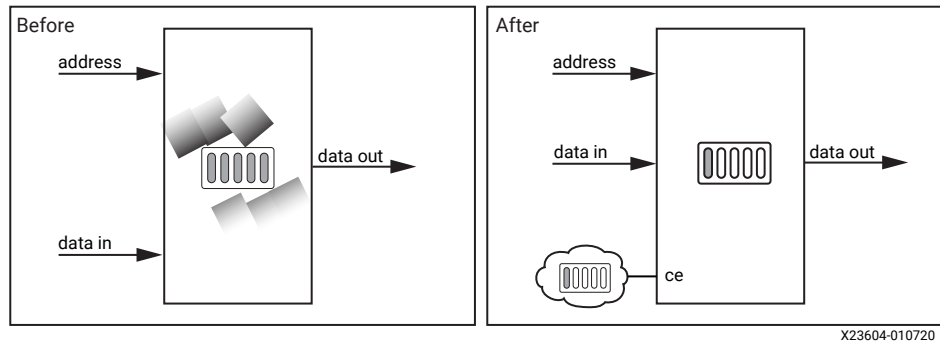 Before
address
data in
data out
After
address
data in
ce
data out
X23604-010720